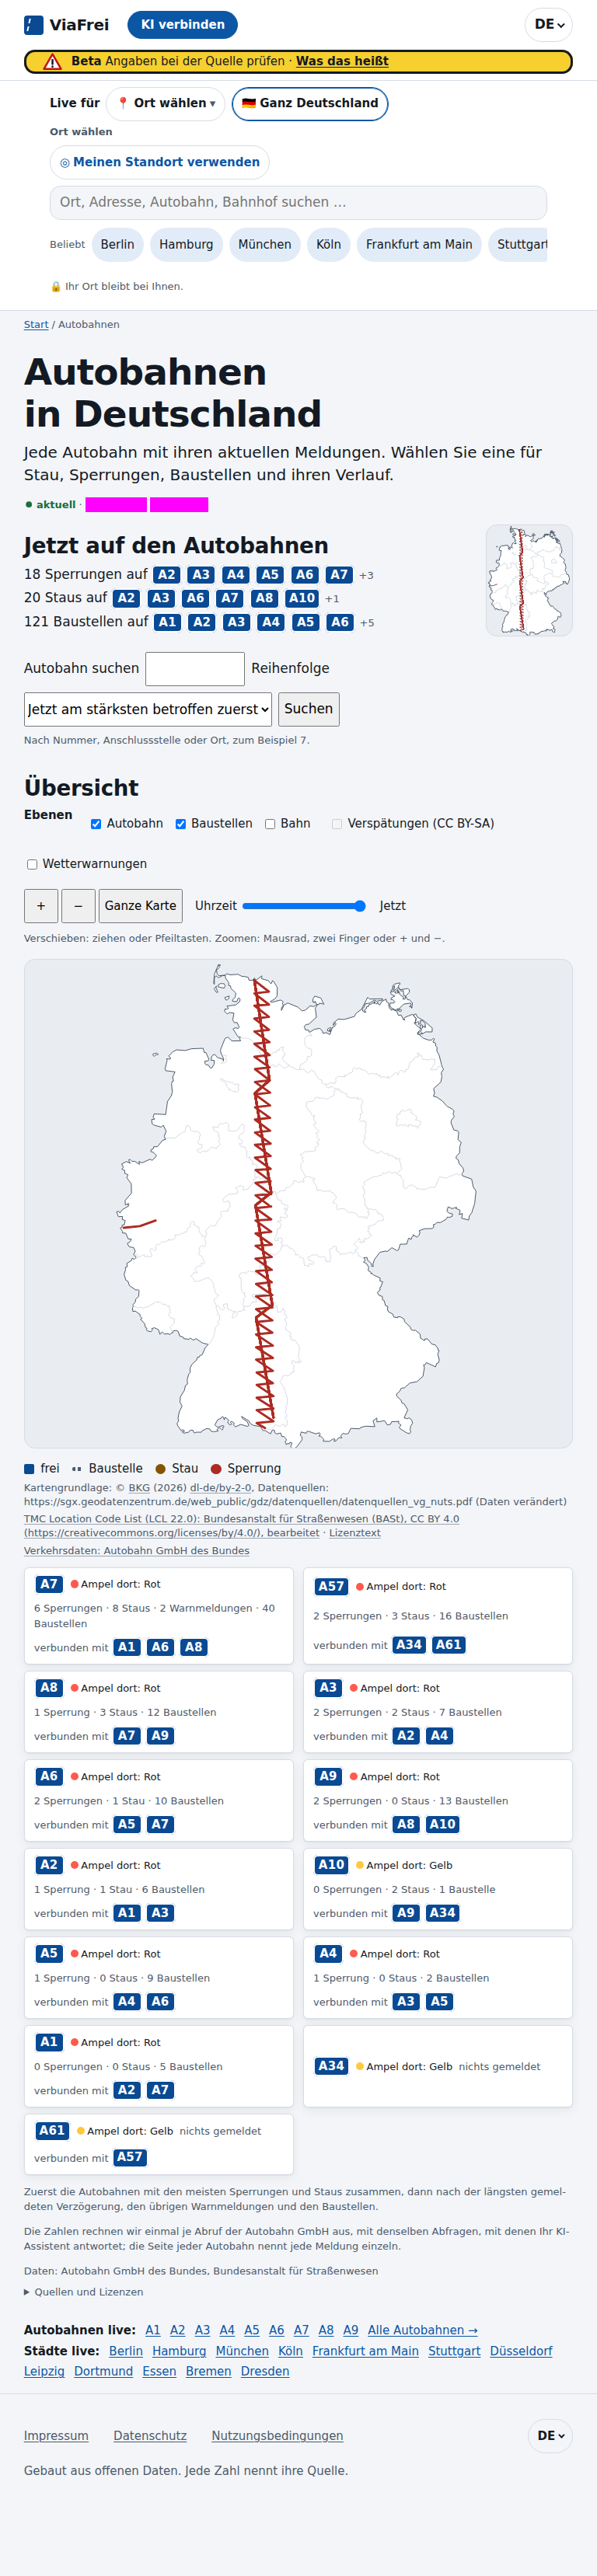 ViaFrei
KI verbinden
DE
Beta Angaben bei der Quelle prüfen · Was das heißt
Live für 📍 Ort wählen ▾ 🇩🇪 Ganz Deutschland
Ort wählen
◎ Meinen Standort verwenden
Ort, Adresse, Autobahn, Bahnhof suchen …
Beliebt Berlin Hamburg München Köln Frankfurt am Main Stuttgart
🔒 Ihr Ort bleibt bei Ihnen.
Start / Autobahnen
Autobahnen
in Deutschland
Jede Autobahn mit ihren aktuellen Meldungen. Wählen Sie eine für
Stau, Sperrungen, Baustellen und ihren Verlauf.
● aktuell ·
Jetzt auf den Autobahnen
18 Sperrungen auf A2 A3 A4 A5 A6 A7 +3
20 Staus auf A2 A3 A6 A7 A8 A10 +1
121 Baustellen auf A1 A2 A3 A4 A5 A6 +5
Autobahn suchen Reihenfolge
Jetzt am stärksten betroffen zuerst Suchen
Nach Nummer, Anschlussstelle oder Ort, zum Beispiel 7.
Übersicht
Ebenen Autobahn Baustellen Bahn Verspätungen (CC BY-SA)
Wetterwarnungen
+ − Ganze Karte Uhrzeit Jetzt
Verschieben: ziehen oder Pfeiltasten. Zoomen: Mausrad, zwei Finger oder + und −.
frei Baustelle Stau Sperrung
Kartengrundlage: © BKG (2026) dl-de/by-2-0, Datenquellen:
https://sgx.geodatenzentrum.de/web_public/gdz/datenquellen/datenquellen_vg_nuts.pdf (Daten verändert)
TMC Location Code List (LCL 22.0): Bundesanstalt für Straßenwesen (BASt), CC BY 4.0
(https://creativecommons.org/licenses/by/4.0/), bearbeitet · Lizenztext
Verkehrsdaten: Autobahn GmbH des Bundes
A7 Ampel dort: Rot
6 Sperrungen · 8 Staus · 2 Warnmeldungen · 40
Baustellen
verbunden mit A1 A6 A8
A57 Ampel dort: Rot
2 Sperrungen · 3 Staus · 16 Baustellen
verbunden mit A34 A61
A8 Ampel dort: Rot
1 Sperrung · 3 Staus · 12 Baustellen
verbunden mit A7 A9
A3 Ampel dort: Rot
2 Sperrungen · 2 Staus · 7 Baustellen
verbunden mit A2 A4
A6 Ampel dort: Rot
2 Sperrungen · 1 Stau · 10 Baustellen
verbunden mit A5 A7
A9 Ampel dort: Rot
2 Sperrungen · 0 Staus · 13 Baustellen
verbunden mit A8 A10
A2 Ampel dort: Rot
1 Sperrung · 1 Stau · 6 Baustellen
verbunden mit A1 A3
A10 Ampel dort: Gelb
0 Sperrungen · 2 Staus · 1 Baustelle
verbunden mit A9 A34
A5 Ampel dort: Rot
1 Sperrung · 0 Staus · 9 Baustellen
verbunden mit A4 A6
A4 Ampel dort: Rot
1 Sperrung · 0 Staus · 2 Baustellen
verbunden mit A3 A5
A1 Ampel dort: Rot
0 Sperrungen · 0 Staus · 5 Baustellen
verbunden mit A2 A7
A34 Ampel dort: Gelb nichts gemeldet
A61 Ampel dort: Gelb nichts gemeldet
verbunden mit A57
Zuerst die Autobahnen mit den meisten Sperrungen und Staus zusammen, dann nach der längsten gemel-
deten Verzögerung, den übrigen Warnmeldungen und den Baustellen.
Die Zahlen rechnen wir einmal je Abruf der Autobahn GmbH aus, mit denselben Abfragen, mit denen Ihr KI-
Assistent antwortet; die Seite jeder Autobahn nennt jede Meldung einzeln.
Daten: Autobahn GmbH des Bundes, Bundesanstalt für Straßenwesen
▶ Quellen und Lizenzen
Autobahnen live: A1 A2 A3 A4 A5 A6 A7 A8 A9 Alle Autobahnen →
Städte live: Berlin Hamburg München Köln Frankfurt am Main Stuttgart Düsseldorf
Leipzig Dortmund Essen Bremen Dresden
Impressum Datenschutz Nutzungsbedingungen DE
Gebaut aus offenen Daten. Jede Zahl nennt ihre Quelle.